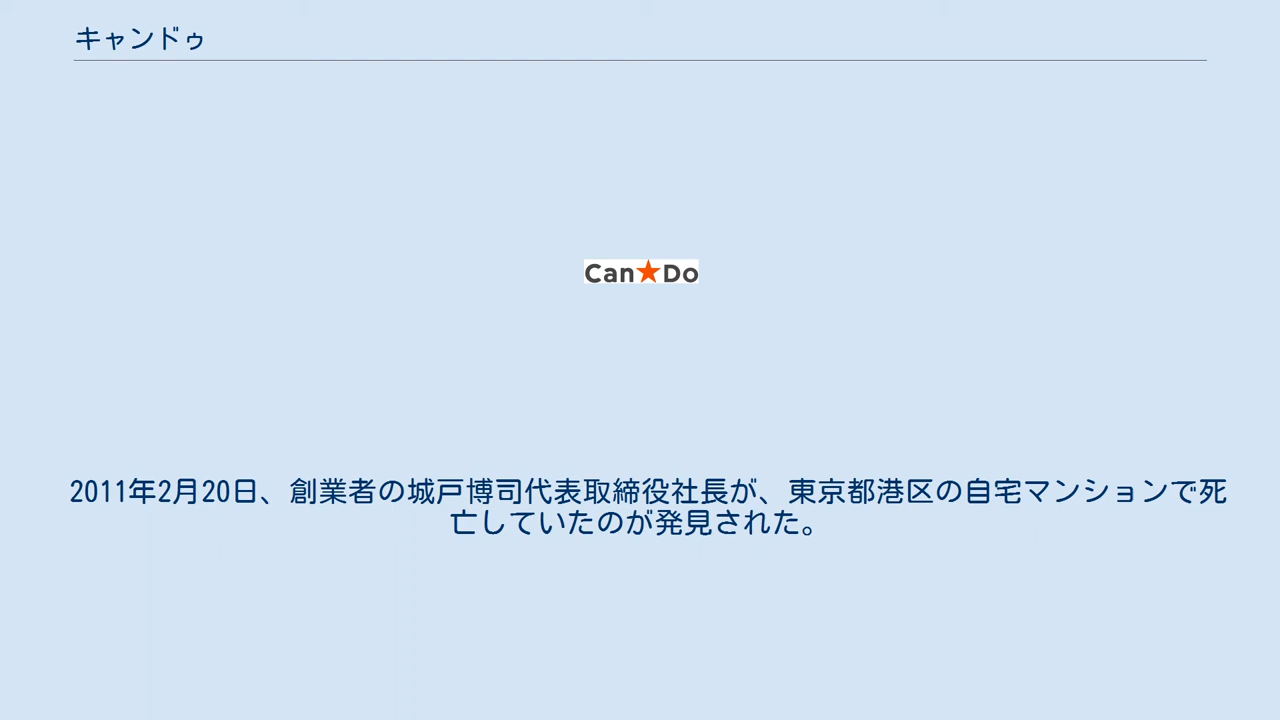 キャンドゥ
Can★Do
2011年2月20日、創業者の城戸博司代表取締役社長が、東京都港区の自宅マンションで死
亡していたのが発見された。